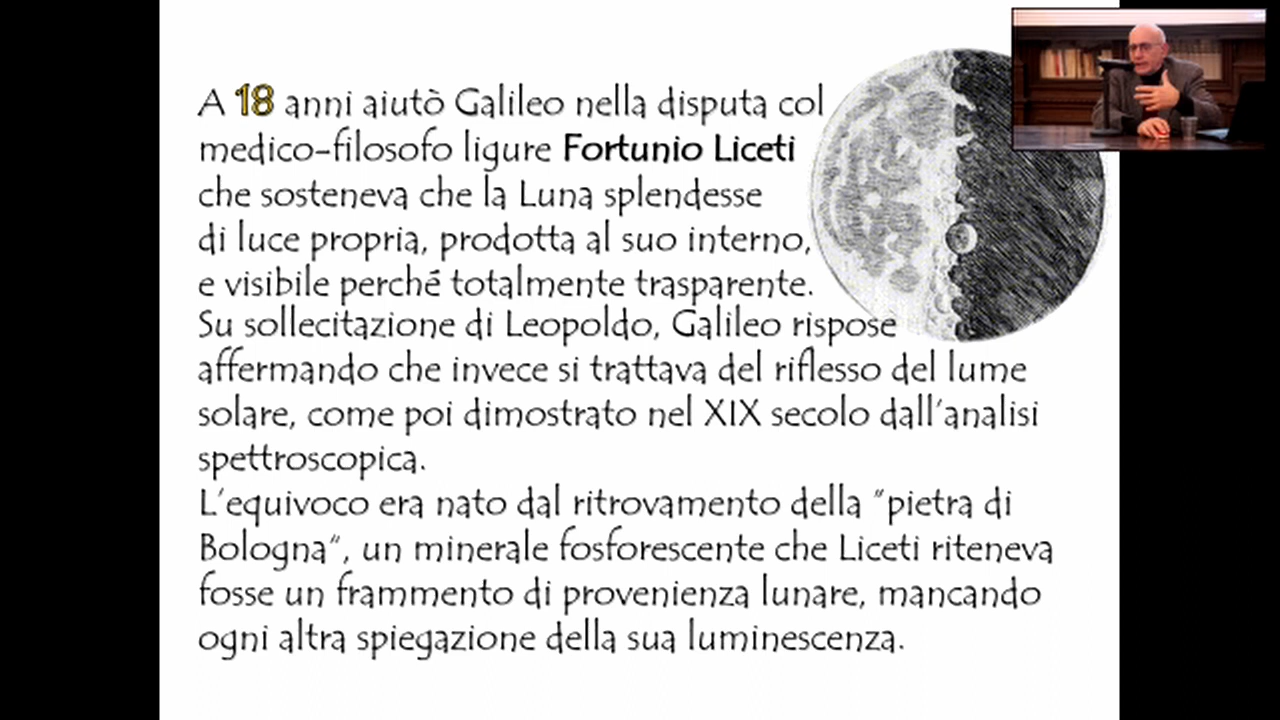 A 18 anni aiutò Galileo nella disputa col
medico-filosofo ligure Fortunio Liceti
che sosteneva che la Luna splendesse
di luce propria, prodotta al suo interno,
e visibile perché totalmente trasparente.
Su sollecitazione di Leopoldo, Galileo rispose
affermando che invece si trattava del riflesso del lume
solare, come poi dimostrato nel XIX secolo dall'analisi
spettroscopica.
L'equivoco era nato dal ritrovamento della "pietra di
Bologna", un minerale fosforescente che Liceti riteneva
fosse un frammento di provenienza lunare, mancando
ogni altra spiegazione della sua luminescenza.